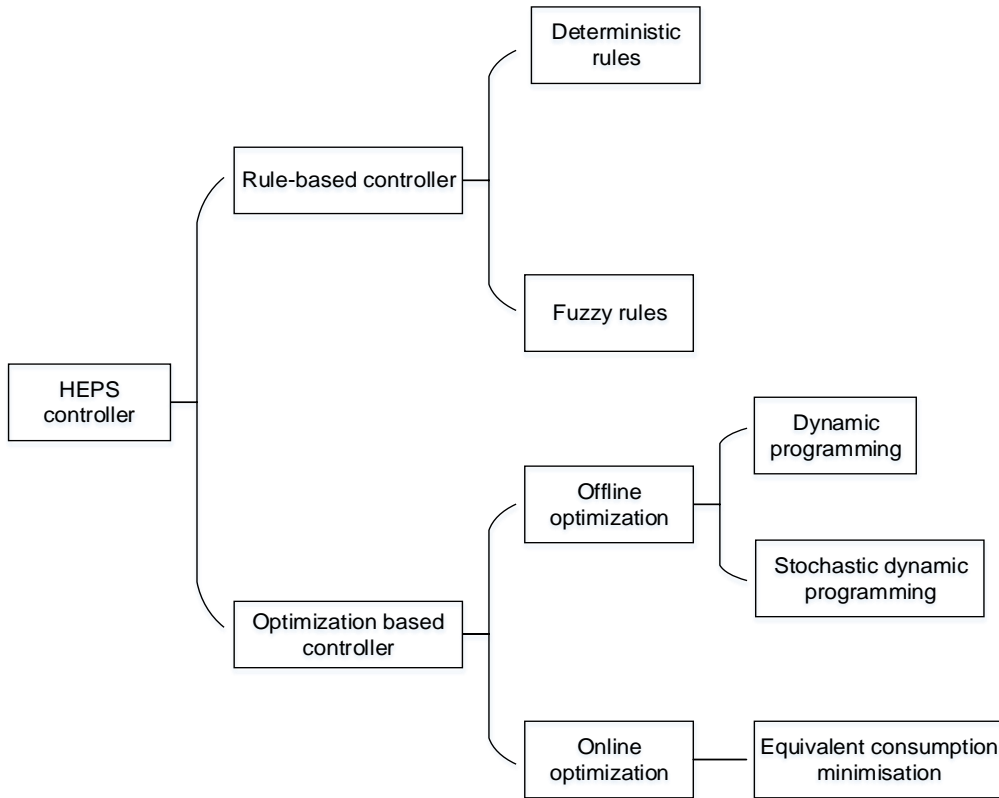 Deterministic
rules
Rule-based controller
Fuzzy rules
HEPS
controller
Dynamic
programming
Offline
optimization
Stochastic dynamic
programming
Optimization based
controller
Online
optimization
Equivalent consumption
minimisation